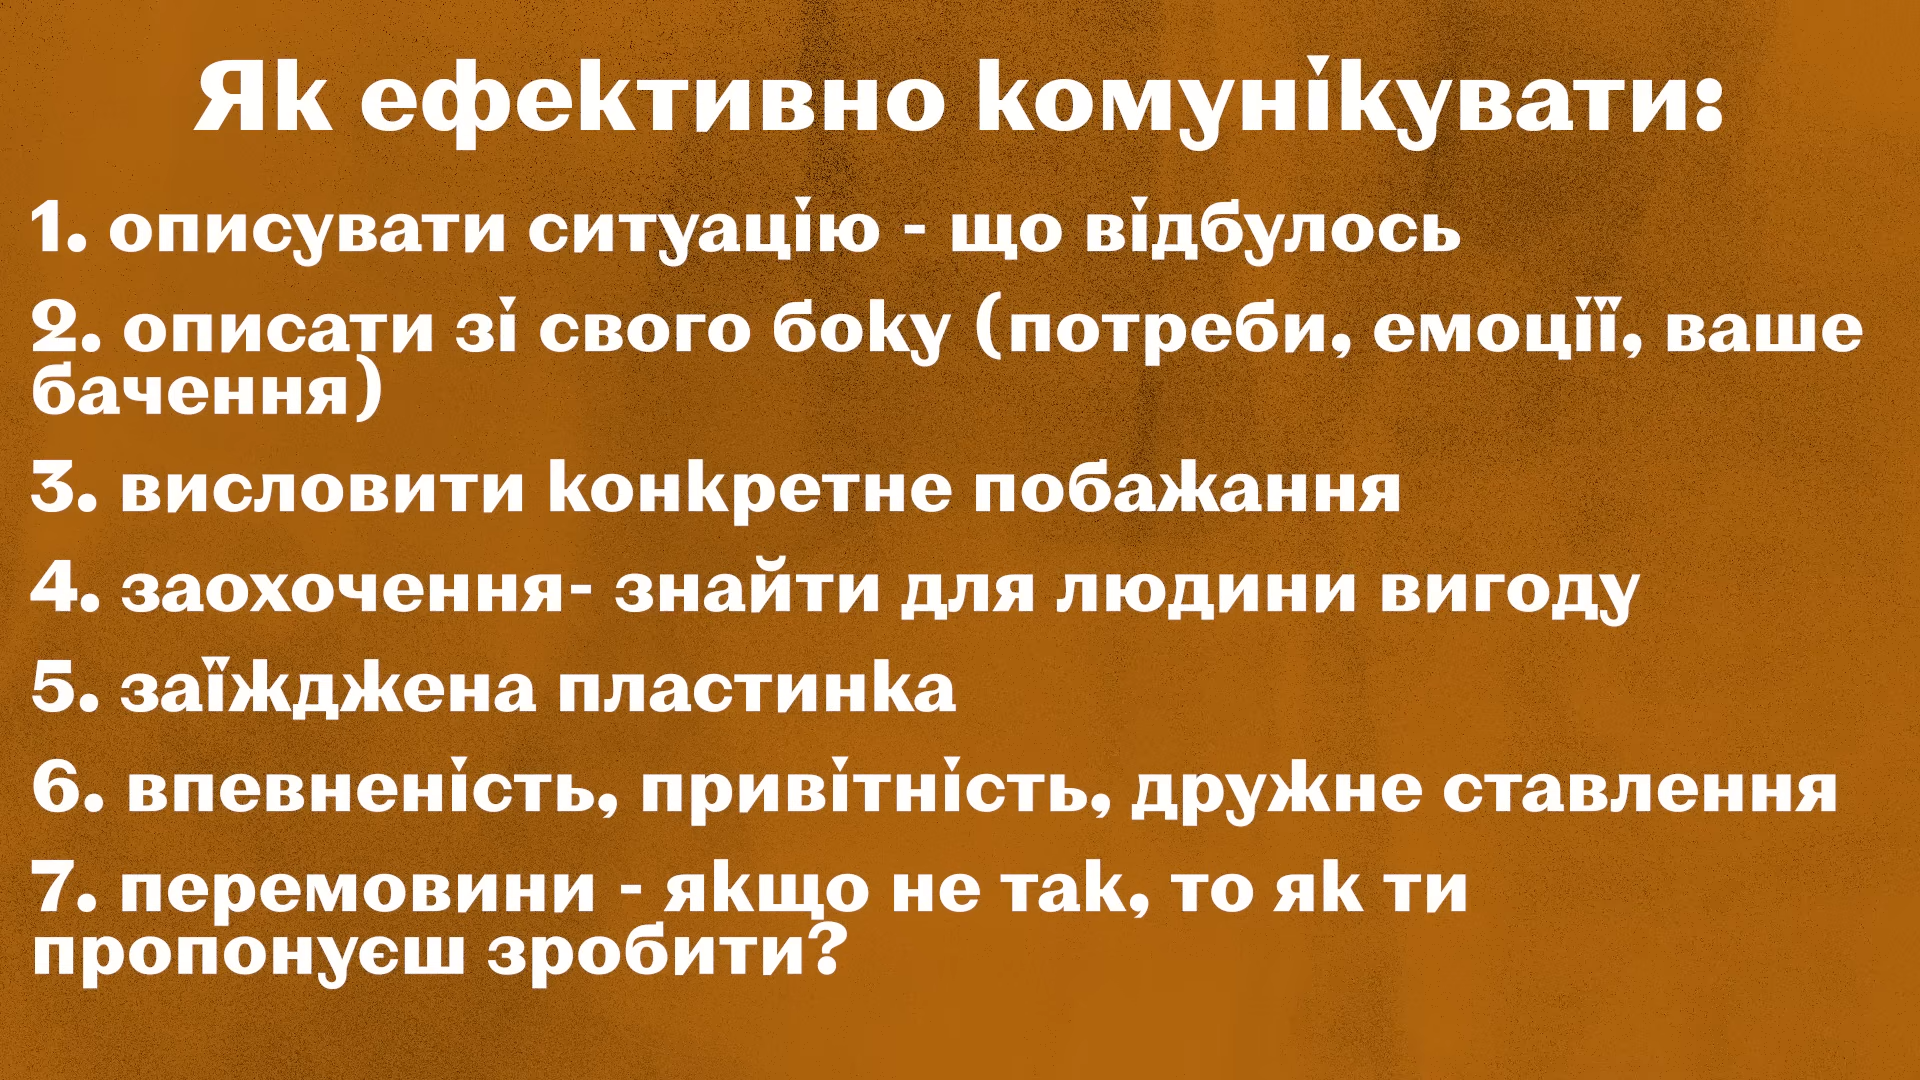 Як ефективно комунікувати:
1. описувати ситуацію - що відбулось
2. описати зі свого боку (потреби, емоції, ваше
бачення)
3. висловити конкретне побажання
4. заохочення- знайти для людини вигоду
5. заїжджена пластинка
6. впевненість, привітність, дружне ставлення
7. перемовини - якщо не так, то як ти
пропонуєш зробити?